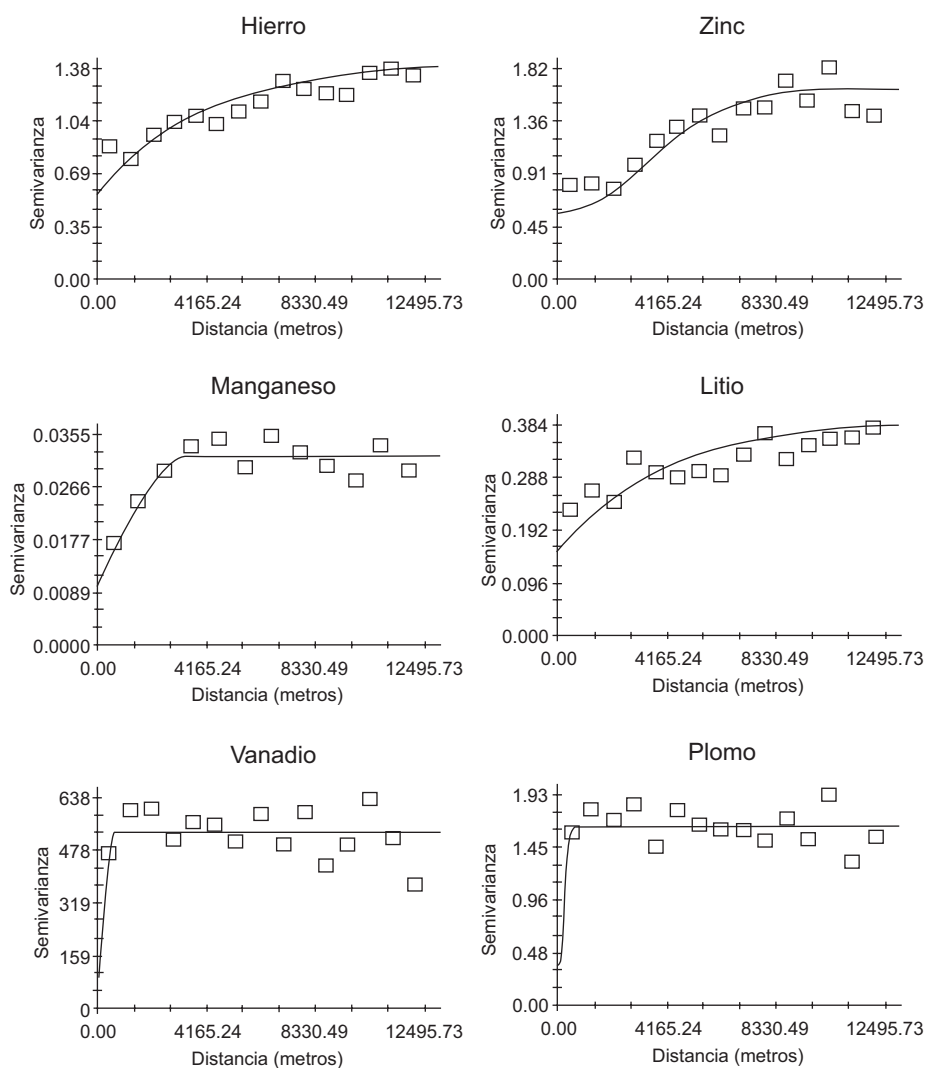 Hierro
1.38
1.04
0.69
0.35
0.00
Semivarianza
0.00 4165.24 8330.49 12495.73
Distancia (metros)
Zinc
1.82
1.36
0.91
0.45
0.00
Semivarianza
0.00 4165.24 8330.49 12495.73
Distancia (metros)
Manganeso
0.0355
0.0266
0.0177
0.0089
0.0000
Semivarianza
0.00 4165.24 8330.49 12495.73
Distancia (metros)
Litio
0.384
0.288
0.192
0.096
0.000
Semivarianza
0.00 4165.24 8330.49 12495.73
Distancia (metros)
Vanadio
638
478
319
159
0
Semivarianza
0.00 4165.24 8330.49 12495.73
Distancia (metros)
Plomo
1.93
1.45
0.96
0.48
0.00
Semivarianza
0.00 4165.24 8330.49 12495.73
Distancia (metros)